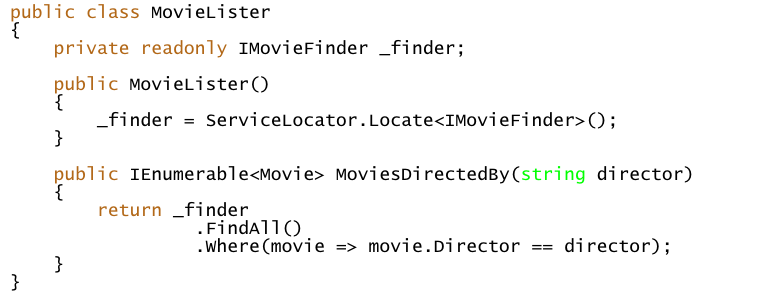 public class MovieLister
{
    private readonly IMovieFinder _finder;

    public MovieLister()
    {
        _finder = ServiceLocator.Locate<IMovieFinder>();
    }

    public IEnumerable<Movie> MoviesDirectedBy(string director)
    {
        return _finder
                 .FindAll()
                 .Where(movie => movie.Director == director);
    }
}